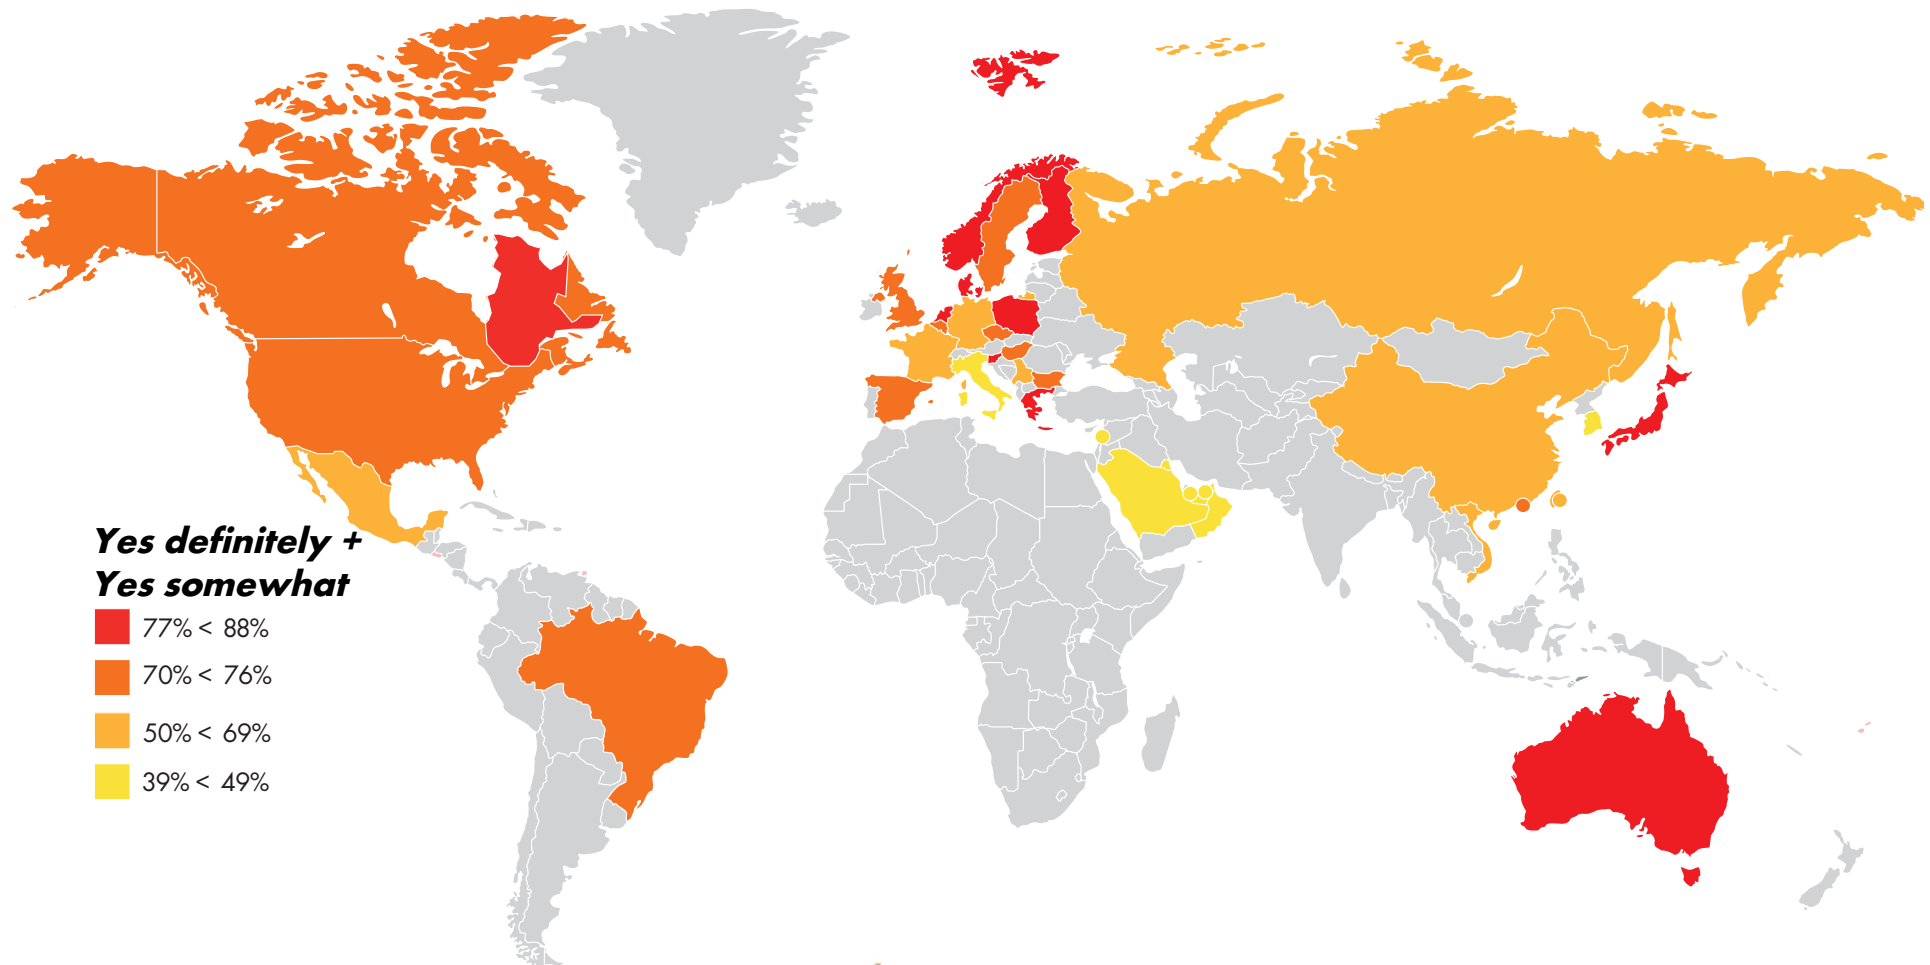 Yes definitely +
Yes somewhat
77% < 88%
70% < 76%
50% < 69%
39% < 49%